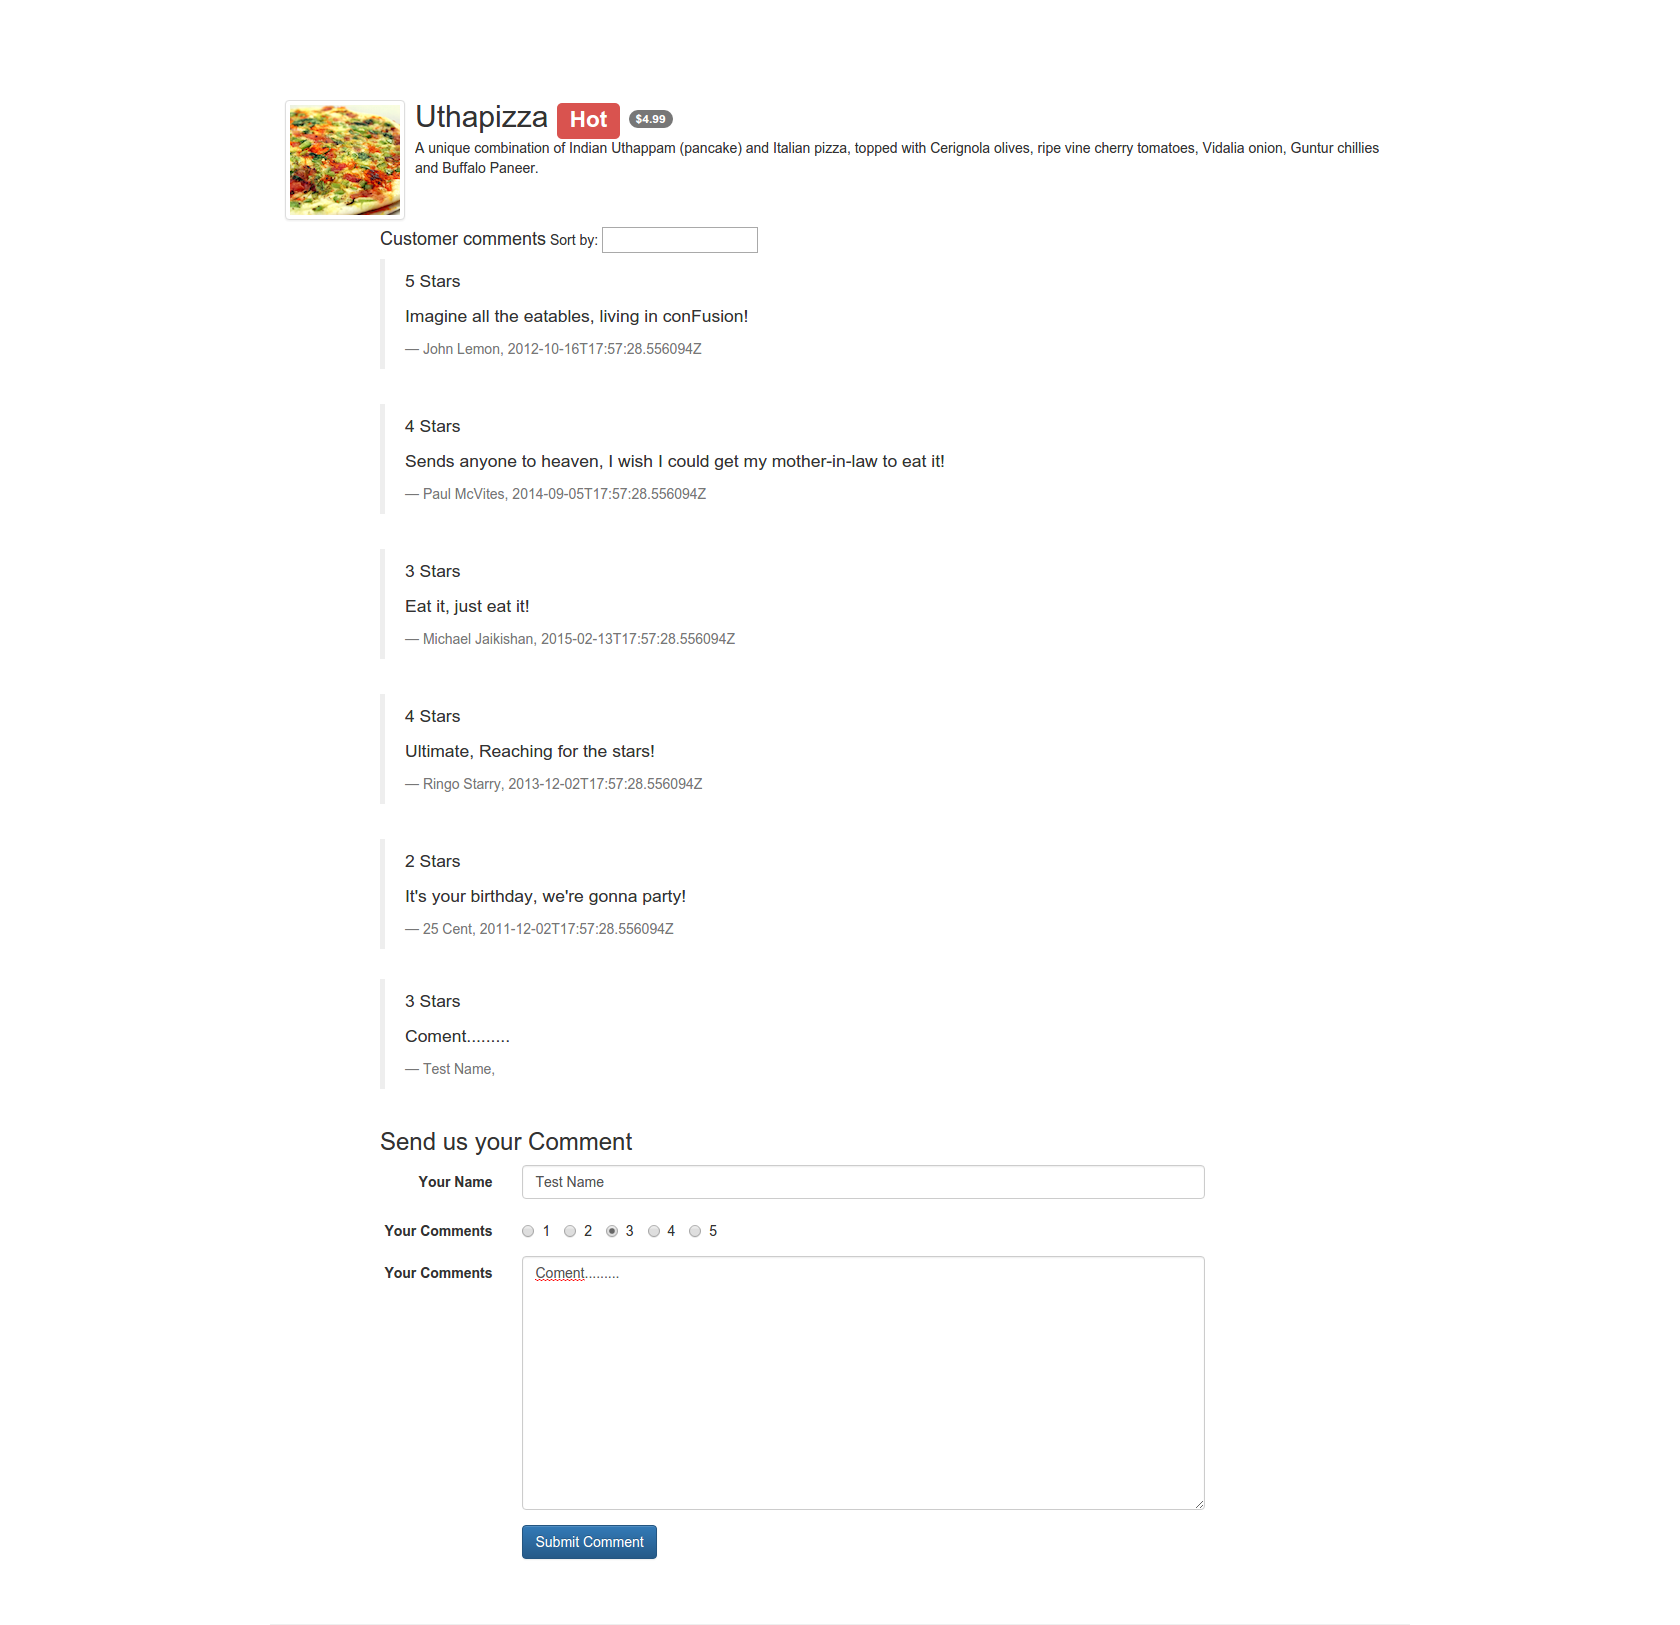 Uthapizza Hot $4.99
A unique combination of Indian Uthappam (pancake) and Italian pizza, topped with Cerignola olives, ripe vine cherry tomatoes, Vidalia onion, Guntur chillies
and Buffalo Paneer.
Customer comments Sort by:
5 Stars
Imagine all the eatables, living in conFusion!
— John Lemon, 2012-10-16T17:57:28.556094Z
4 Stars
Sends anyone to heaven, I wish I could get my mother-in-law to eat it!
— Paul McVites, 2014-09-05T17:57:28.556094Z
3 Stars
Eat it, just eat it!
— Michael Jaikishan, 2015-02-13T17:57:28.556094Z
4 Stars
Ultimate, Reaching for the stars!
— Ringo Starry, 2013-12-02T17:57:28.556094Z
2 Stars
It's your birthday, we're gonna party!
— 25 Cent, 2011-12-02T17:57:28.556094Z
3 Stars
Coment.........
— Test Name,
Send us your Comment
Your Name Test Name
Your Comments 1 2 3 4 5
Your Comments Coment.........
Submit Comment